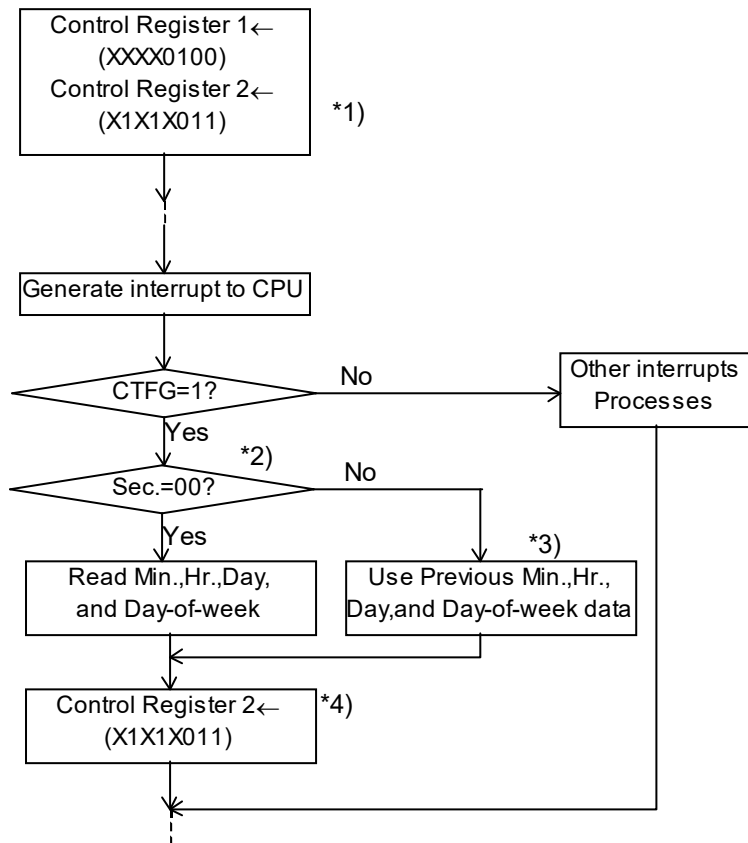 Control Register 1←
(XXXX0100)
Control Register 2←
(X1X1X011)
*1)
Generate interrupt to CPU
CTFG=1?
No
Other interrupts
Processes
Yes
*2)
Sec.=00?
No
Yes
*3)
Read Min.,Hr.,Day,
and Day-of-week
Use Previous Min.,Hr.,
Day,and Day-of-week data
Control Register 2←
(X1X1X011)
*4)